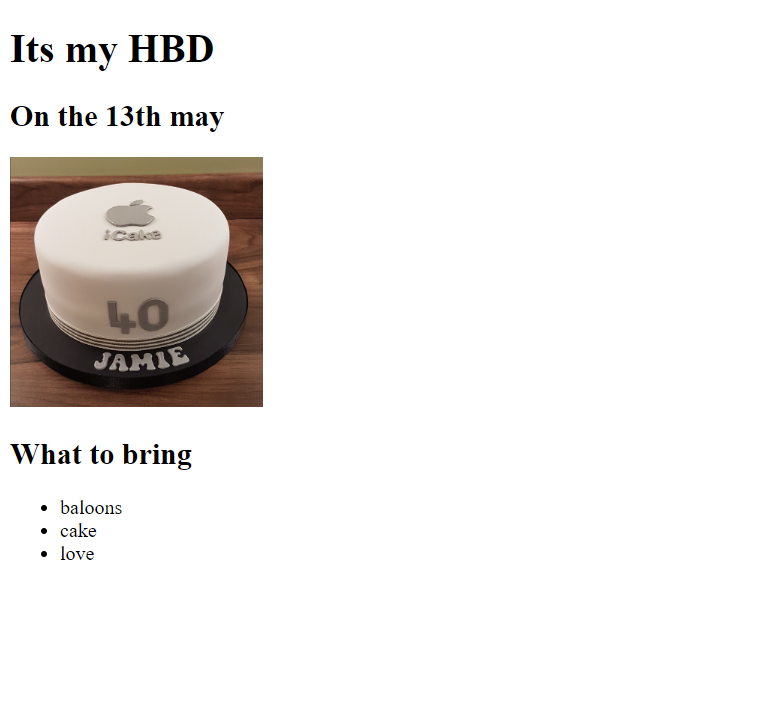 Its my HBD
On the 13th may
iCake
40
JAMIE
What to bring
baloons
cake
love